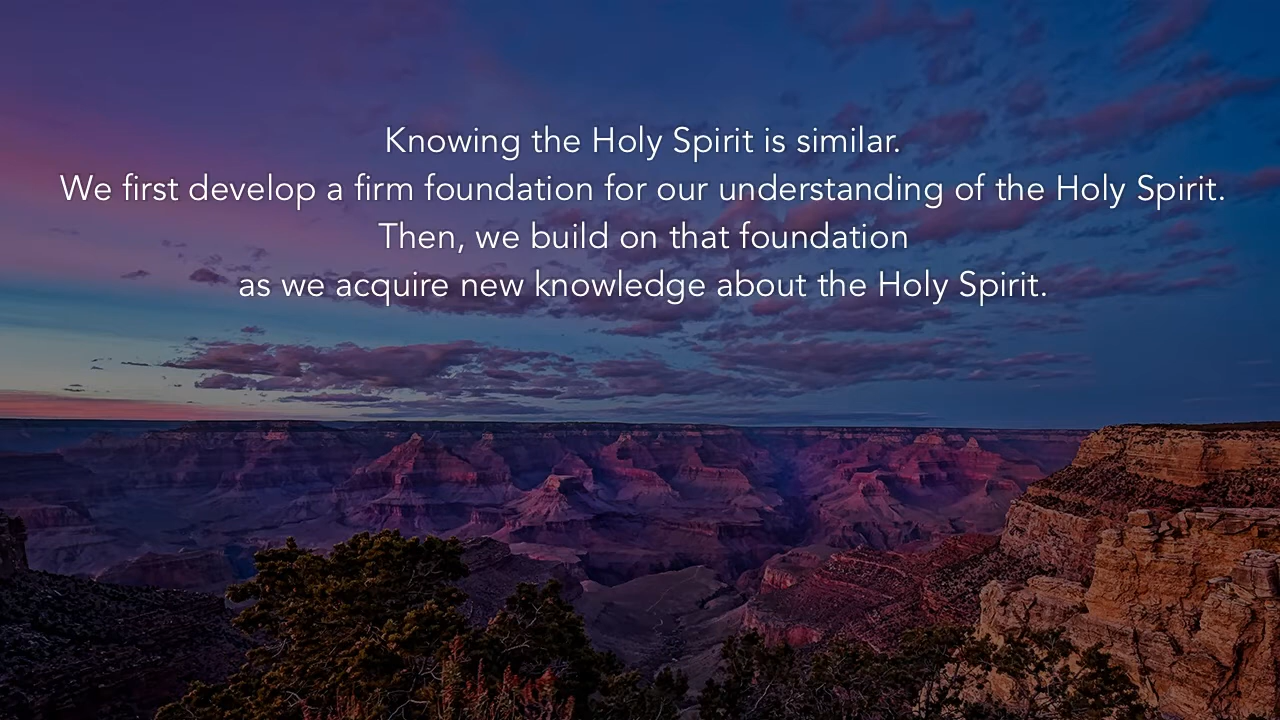 Knowing the Holy Spirit is similar.
We first develop a firm foundation for our understanding of the Holy Spirit.
Then, we build on that foundation
as we acquire new knowledge about the Holy Spirit.